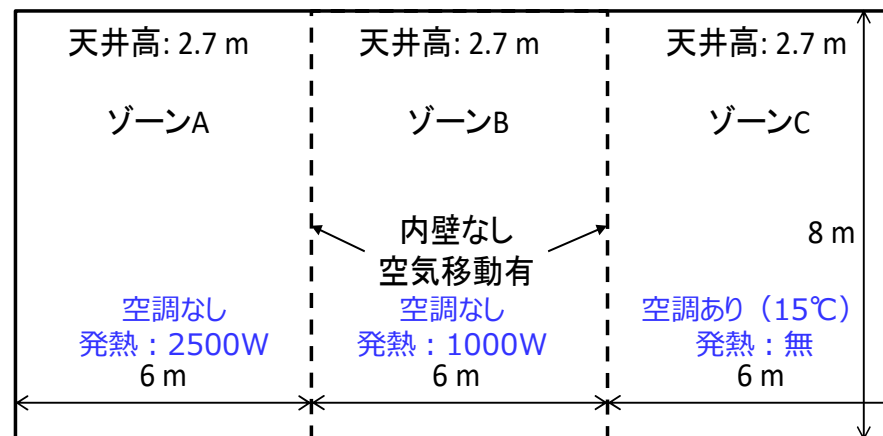 天井高: 2.7 m
天井高: 2.7 m
天井高: 2.7 m
ゾーンA
ゾーンB
ゾーンC
内壁なし
空気移動有
8 m
空調なし
発熱：2500W
空調なし
発熱：1000W
空調あり（15℃）
発熱：無
6 m
6 m
6 m